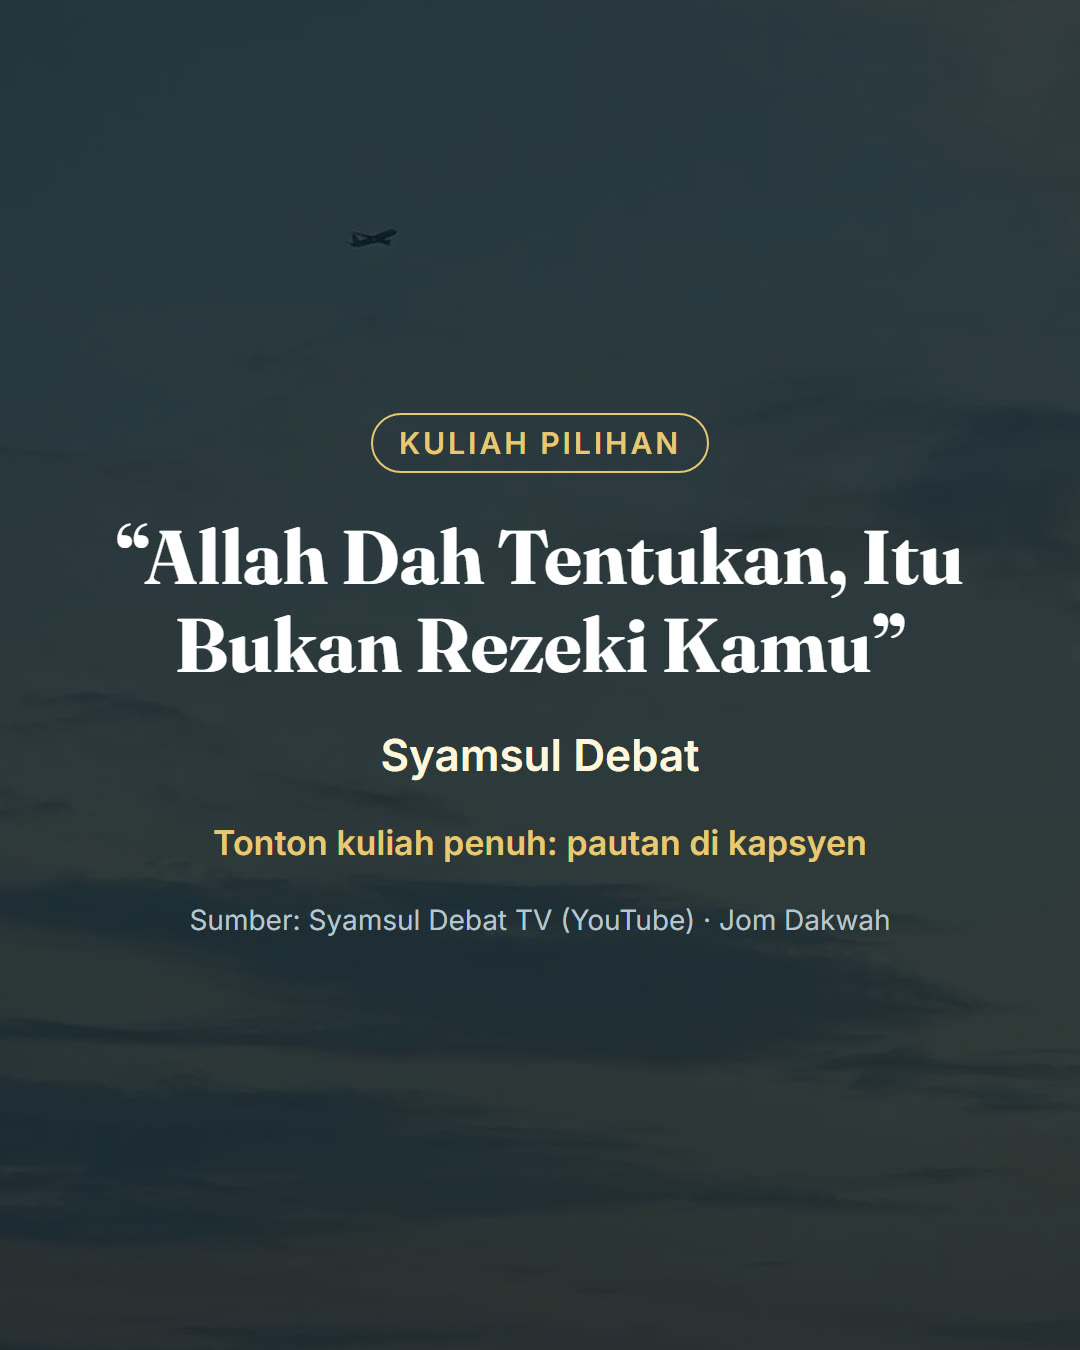 KULIAH PILIHAN
“Allah Dah Tentukan, Itu
Bukan Rezeki Kamu”
Syamsul Debat
Tonton kuliah penuh: pautan di kapsyen
Sumber: Syamsul Debat TV (YouTube) · Jom Dakwah